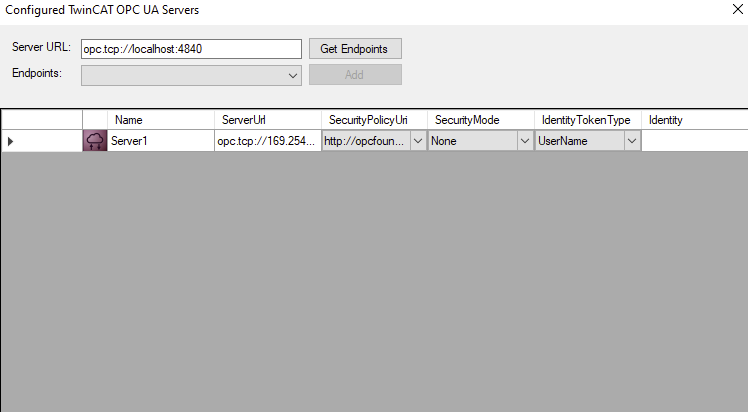 Configured TwinCAT OPC UA Servers
Server URL: opc.tcp://localhost:4840 Get Endpoints
Endpoints: Add
Name ServerUrl SecurityPolicyUri SecurityMode IdentityTokenType Identity
Server1 opc.tcp://169.254... http://opcfoun... None UserName